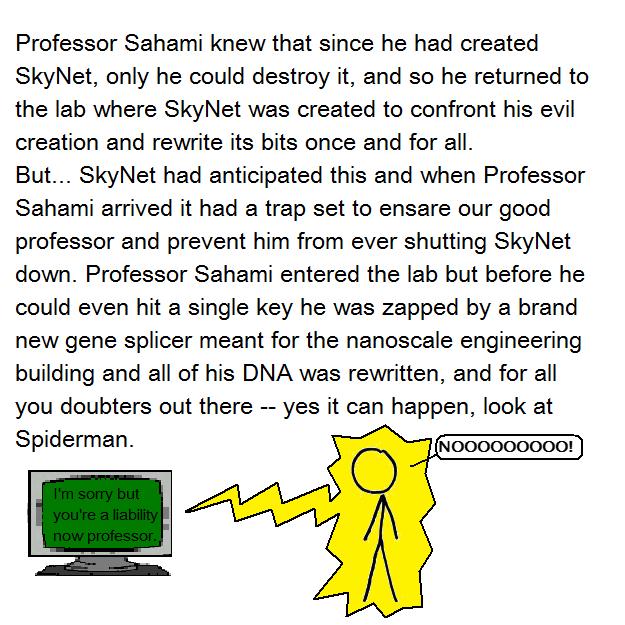 Professor Sahami knew that since he had created
SkyNet, only he could destroy it, and so he returned to
the lab where SkyNet was created to confront his evil
creation and rewrite its bits once and for all.
But... SkyNet had anticipated this and when Professor
Sahami arrived it had a trap set to ensare our good
professor and prevent him from ever shutting SkyNet
down. Professor Sahami entered the lab but before he
could even hit a single key he was zapped by a brand
new gene splicer meant for the nanoscale engineering
building and all of his DNA was rewritten, and for all
you doubters out there -- yes it can happen, look at
Spiderman.
NOOOOOOOOO!
I'm sorry but
you're a liability
now professor.